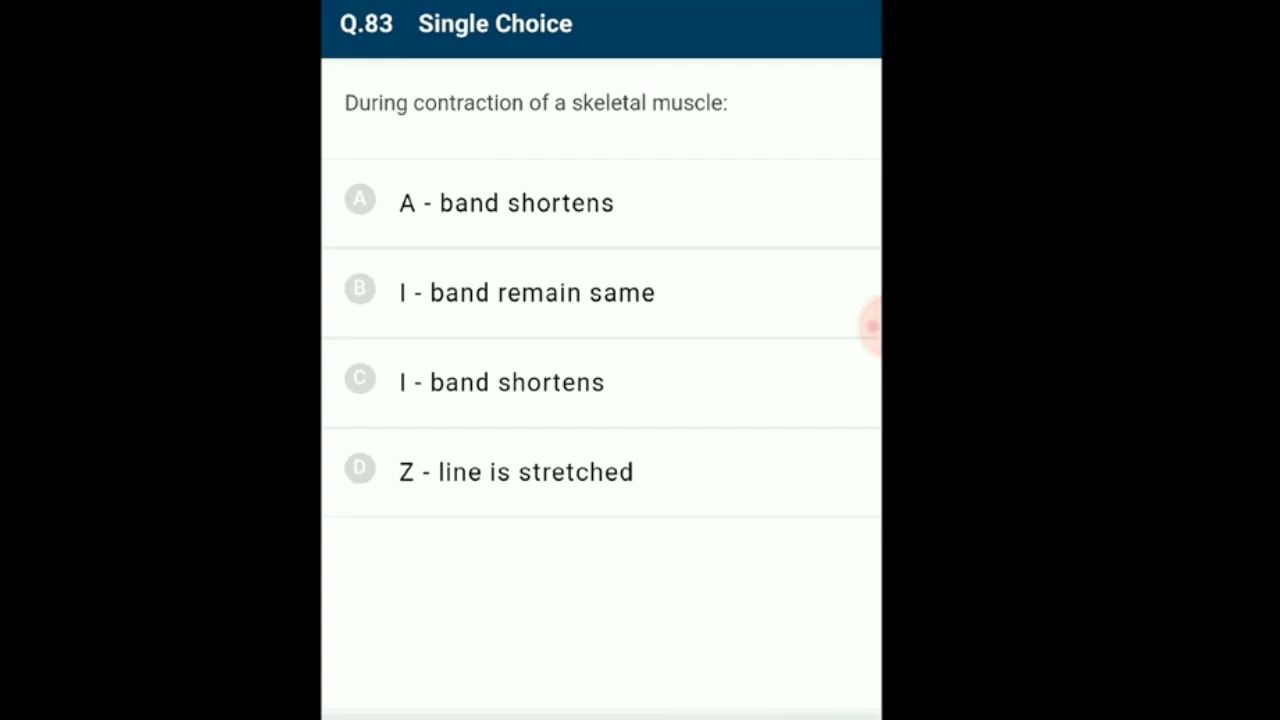 Q.83 Single Choice
During contraction of a skeletal muscle:
A A - band shortens
B I - band remain same
C I - band shortens
D Z - line is stretched